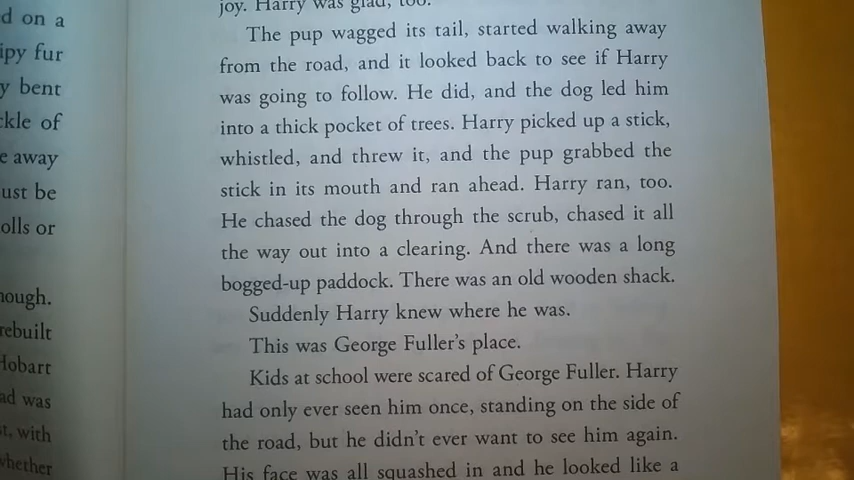 d on a
ipy fur
y bent
kle of
e away
ust be
olls or
nough.
rebuilt
Hobart
ad was
t, with
whether
joy. Harry was glad, too.
The pup wagged its tail, started walking away
from the road, and it looked back to see if Harry
was going to follow. He did, and the dog led him
into a thick pocket of trees. Harry picked up a stick,
whistled, and threw it, and the pup grabbed the
stick in its mouth and ran ahead. Harry ran, too.
He chased the dog through the scrub, chased it all
the way out into a clearing. And there was a long
bogged-up paddock. There was an old wooden shack.
Suddenly Harry knew where he was.
This was George Fuller's place.
Kids at school were scared of George Fuller. Harry
had only ever seen him once, standing on the side of
the road, but he didn't ever want to see him again.
His face was all squashed in and he looked like a